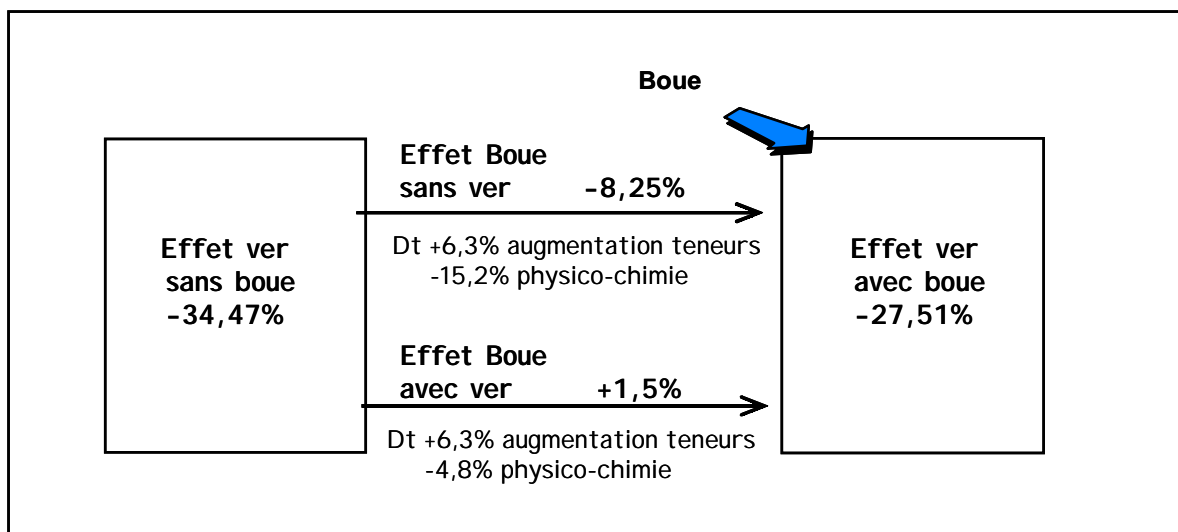 Boue
Effet Boue
sans ver -8,25%
Dt +6,3% augmentation teneurs
-15,2% physico-chimie
Effet ver
sans boue
-34,47%
Effet ver
avec boue
-27,51%
Effet Boue
avec ver +1,5%
Dt +6,3% augmentation teneurs
-4,8% physico-chimie